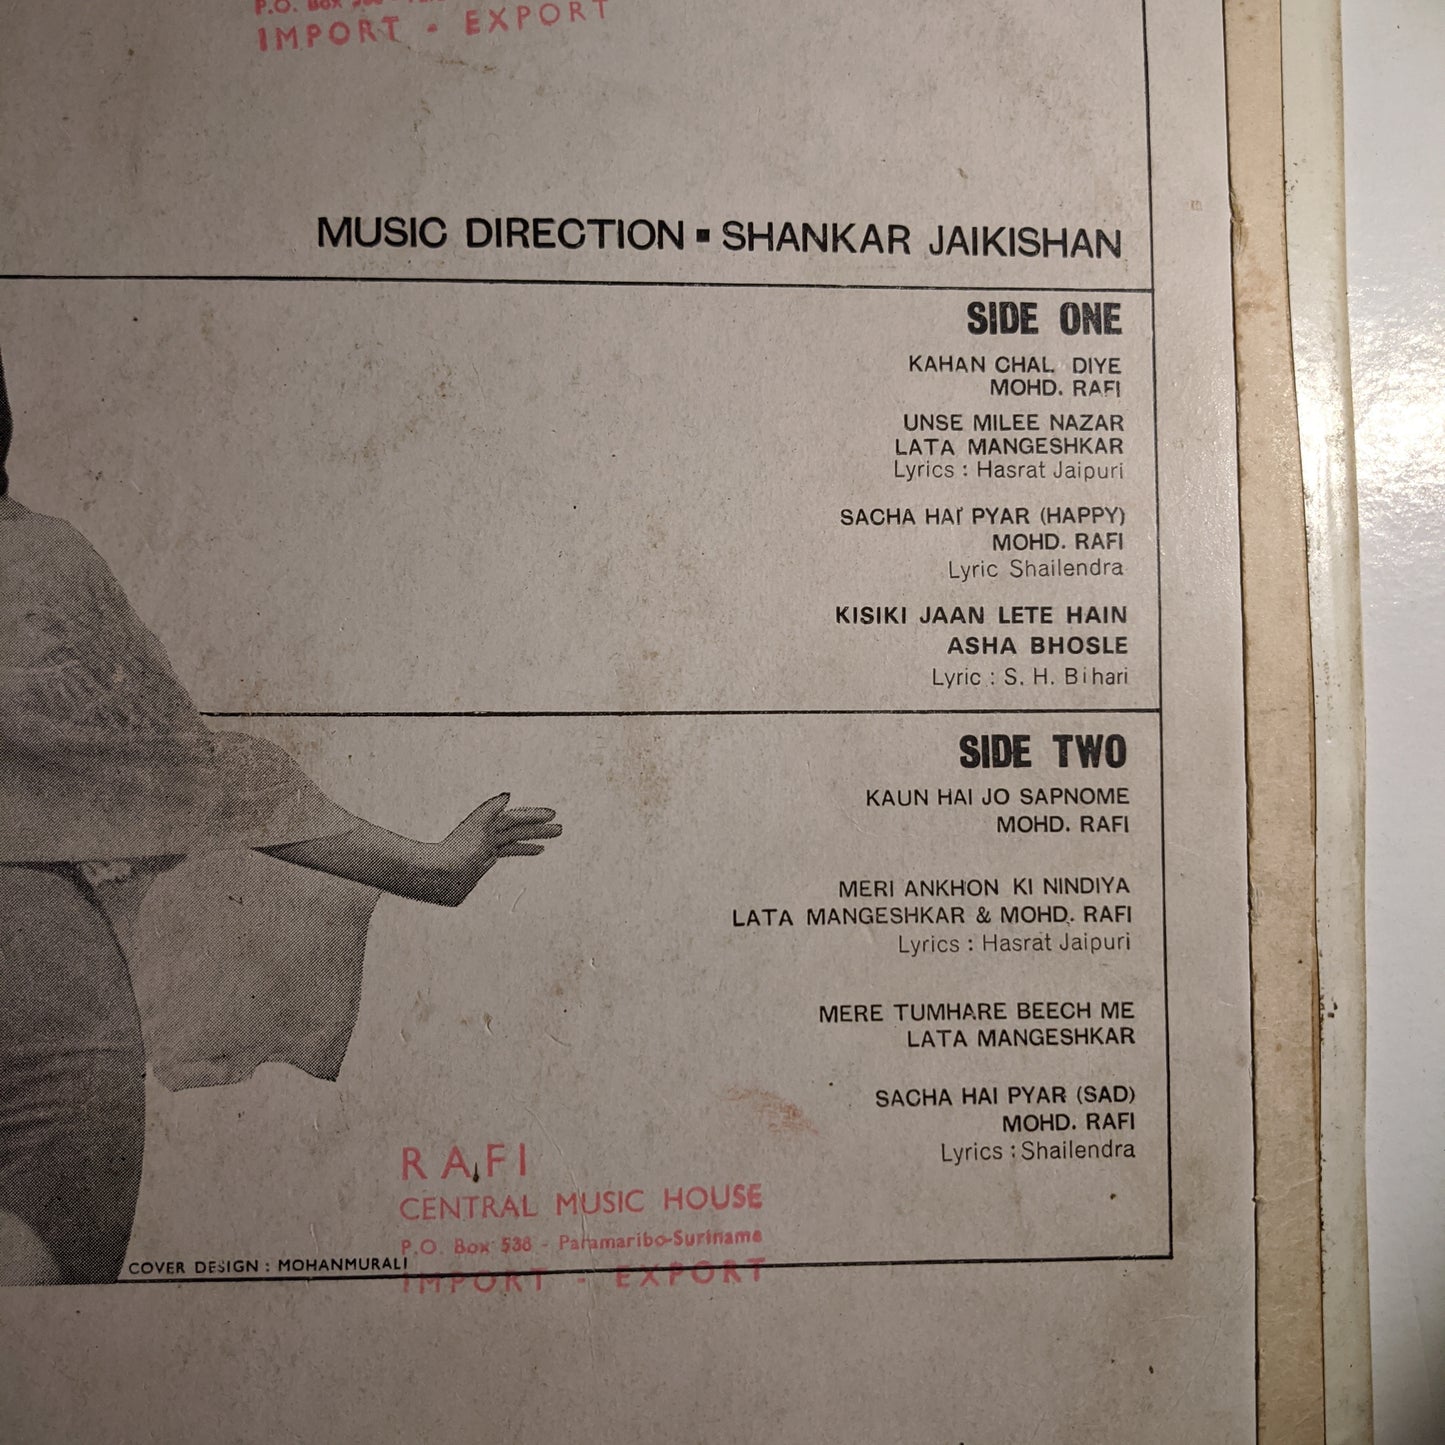 P.O. Box
IMPORT - EXPORT
MUSIC DIRECTION ▪ SHANKAR JAIKISHAN
SIDE ONE
KAHAN CHAL DIYE
MOHD. RAFI
UNSE MILEE NAZAR
LATA MANGESHKAR
Lyrics : Hasrat Jaipuri
SACHA HAI PYAR (HAPPY)
MOHD. RAFI
Lyric Shailendra
KISIKI JAAN LETE HAIN
ASHA BHOSLE
Lyric : S. H. Bihari
SIDE TWO
KAUN HAI JO SAPNOME
MOHD. RAFI
MERI ANKHON KI NINDIYA
LATA MANGESHKAR & MOHD. RAFI
Lyrics : Hasrat Jaipuri
MERE TUMHARE BEECH ME
LATA MANGESHKAR
SACHA HAI PYAR (SAD)
MOHD. RAFI
Lyrics : Shailendra
RAFI
CENTRAL MUSIC HOUSE
P.O. Box 538 - Paramaribo-Suriname
IMPORT - EXPORT
COVER DESIGN : MOHANMURALI